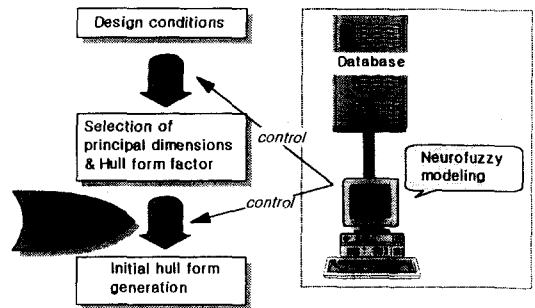 Design conditions
Database
Selection of
principal dimensions
& Hull form factor
control
Neurofuzzy
modeling
control
Initial hull form
generation